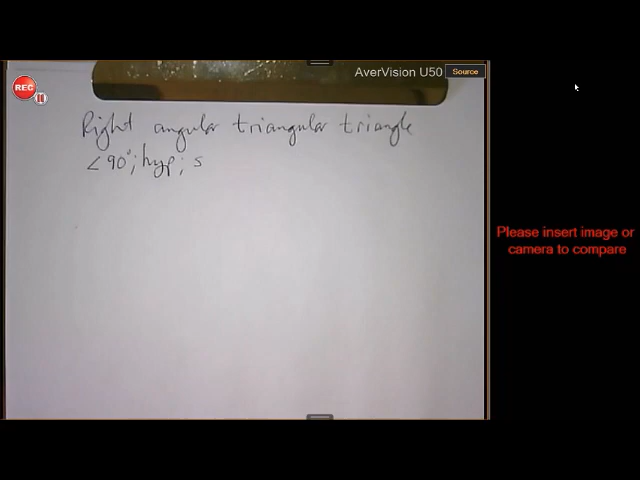 AverVision U50 Source
REC
Right angular triangular triangle
<90°; hyp; s
Please insert image or
camera to compare